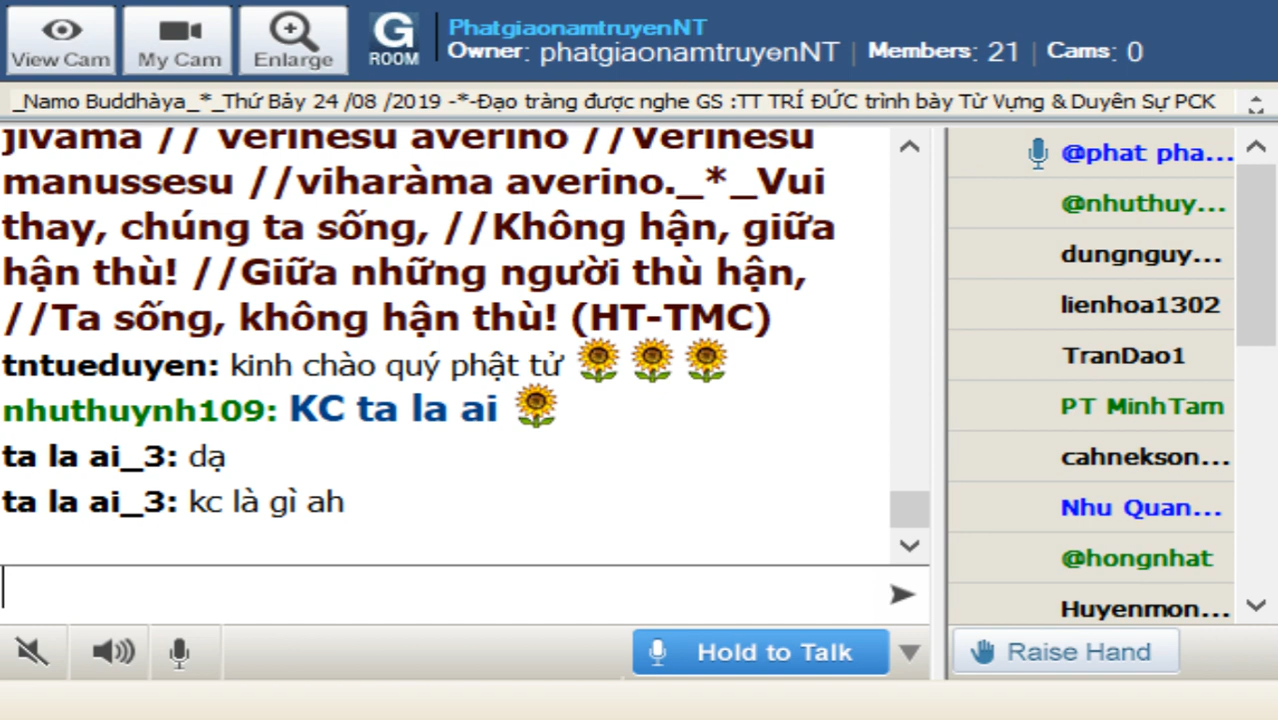 View Cam
My Cam
Enlarge
G
ROOM
PhatgiaonamtruyenNT
Owner: phatgiaonamtruyenNT | Members: 21 | Cams: 0
_Namo Buddhàya_*_Thứ Bảy 24 /08 /2019 -*-Đạo tràng được nghe GS :TT TRÍ ĐỨC trình bày Từ Vựng & Duyên Sự PCK
jivama // verinesu averino //Verinesu
manussesu //viharàma averino._*_Vui
thay, chúng ta sống, //Không hận, giữa
hận thù! //Giữa những người thù hận,
//Ta sống, không hận thù! (HT-TMC)
tntueduyen: kinh chào quý phật tử
nhuthuynh109: KC ta la ai
ta la ai_3: dạ
ta la ai_3: kc là gì ah
@phat pha...
@nhuthuy...
dungnguy...
lienhoa1302
TranDao1
PT MinhTam
cahnekson...
Nhu Quan...
@hongnhat
Huyenmon...
Hold to Talk
Raise Hand